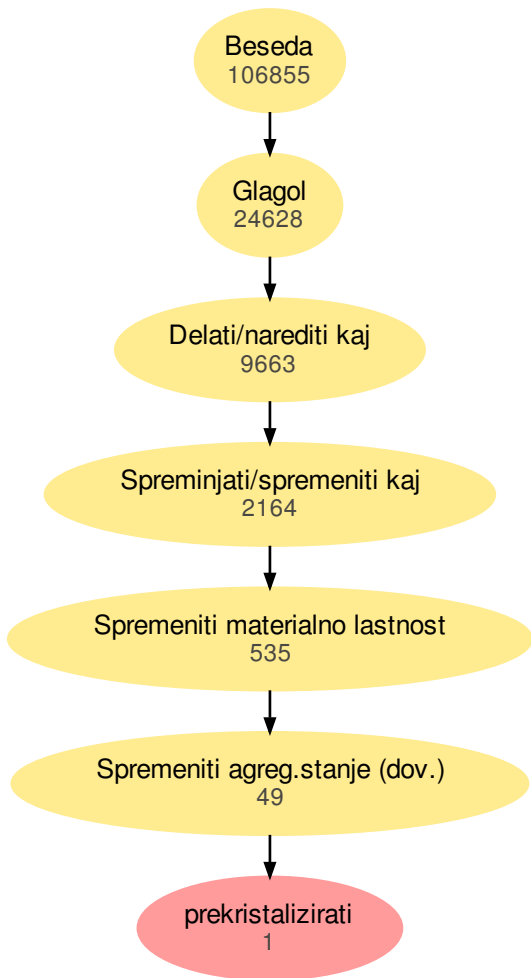 Beseda
106855
Glagol
24628
Delati/narediti kaj
9663
Spreminjati/spremeniti kaj
2164
Spremeniti materialno lastnost
535
Spremeniti agreg.stanje (dov.)
49
prekristalizirati
1